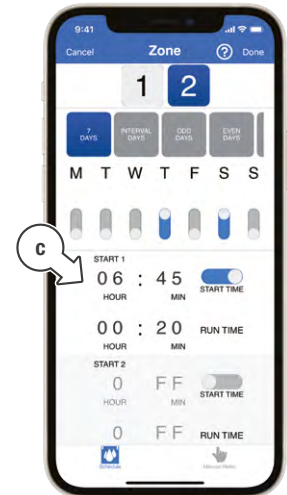 9:41
Cancel Zone ? Done
1 2
7 DAYS INTERVAL DAYS ODD DAYS EVEN DAYS
M T W T F S S
C
START 1
06 : 45 START TIME
HOUR MIN
00 : 20 RUN TIME
HOUR MIN
START 2
0 FF START TIME
HOUR MIN
0 FF RUN TIME
Schedule